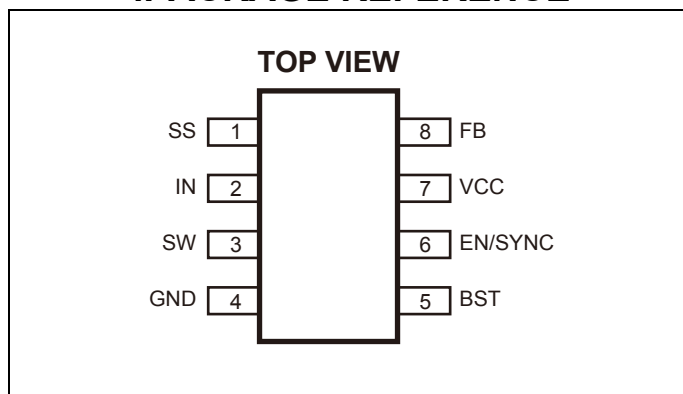 TOP VIEW
SS 1 8 FB
IN 2 7 VCC
SW 3 6 EN/SYNC
GND 4 5 BST